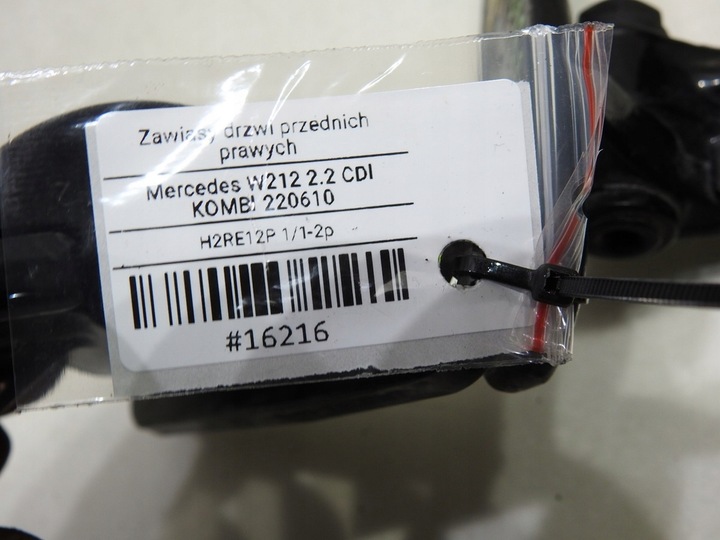 Zawiasy drzwi przednich
prawych
Mercedes W212 2.2 CDI
KOMBI 220610
H2RE12P 1/1-2p
#16216